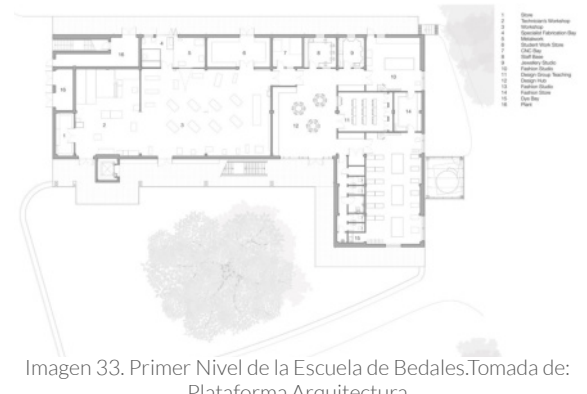 1 Store
2 Technician's Workshop
3 Workshop
4 Specialist Fabrication Bay
5 Metalwork
6 Student Work Store
7 CNC Bay
8 Staff Base
9 Jewellery Studio
10 Fashion Studio
11 Design Group Teaching
12 Design Hub
13 Fashion Studio
14 Fashion Store
15 Dye Bay
16 Plant
Imagen 33. Primer Nivel de la Escuela de Bedales.Tomada de:
Plataforma Arquitectura